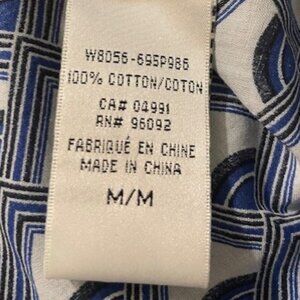 W8056-695P986
100% COTTON/COTON
CA# 04991
RN# 96092
FABRIQUÉ EN CHINE
MADE IN CHINA
M/M